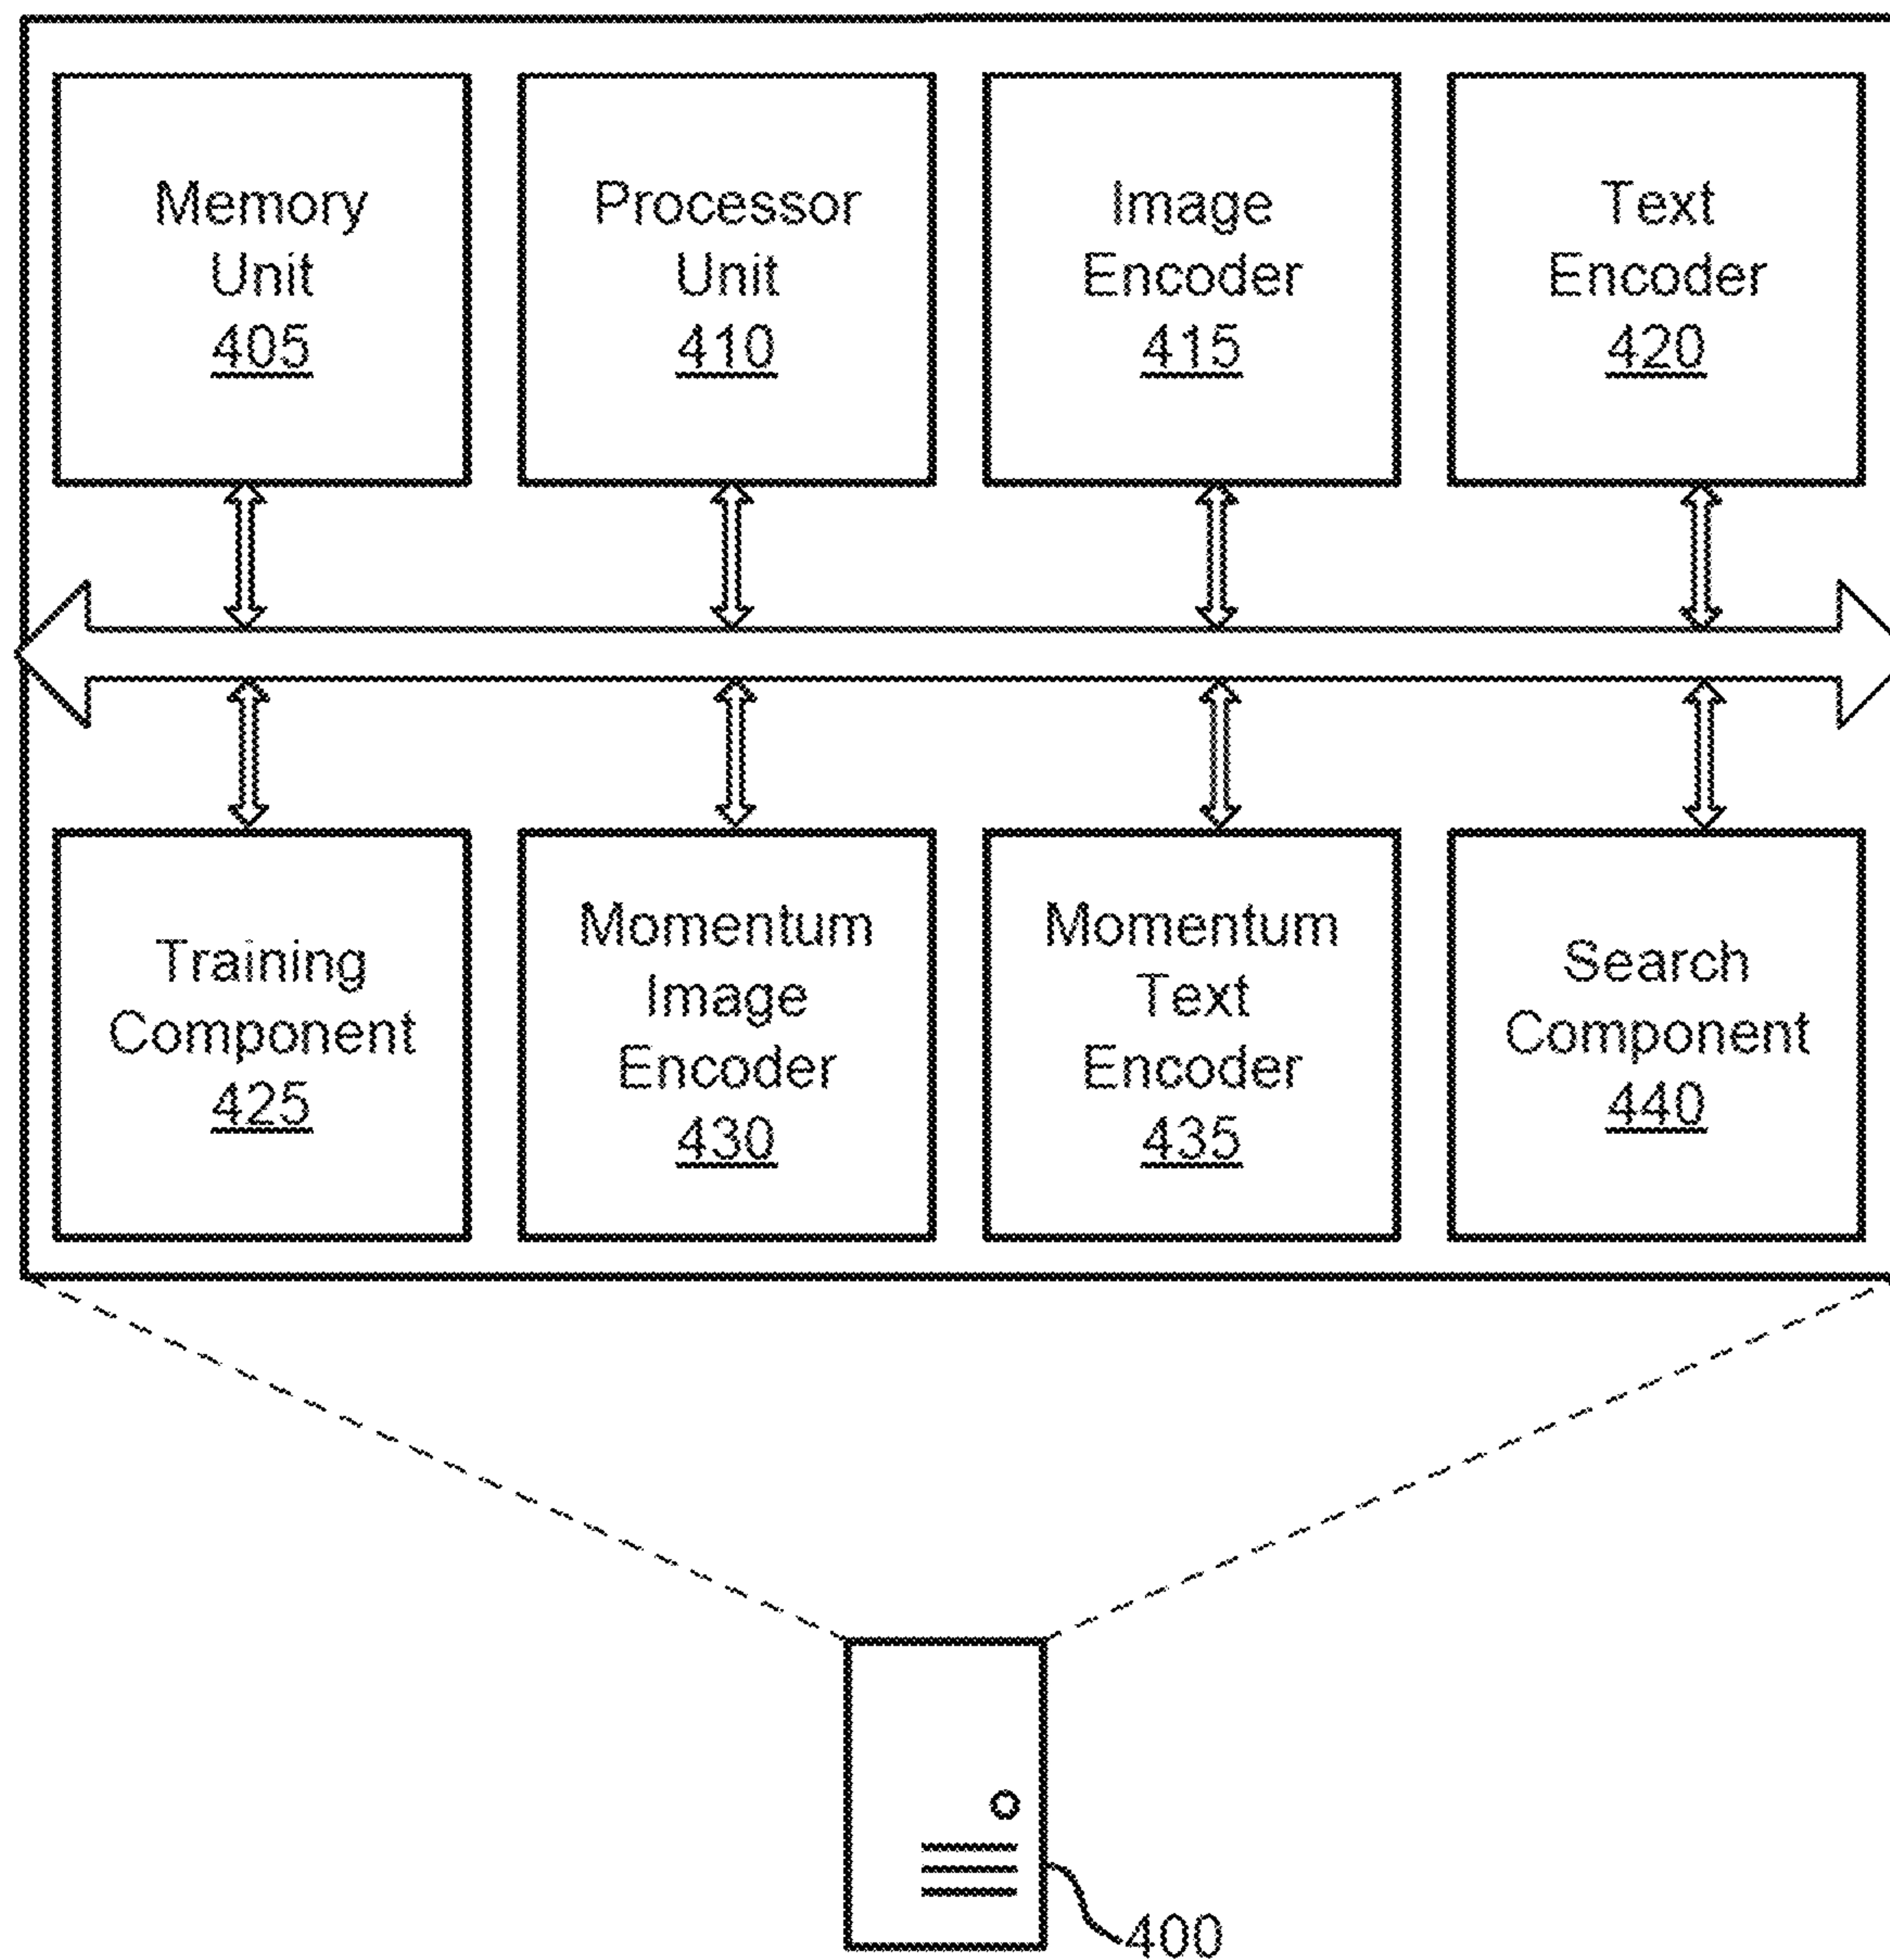 Memory
Unit
405
Processor
Unit
410
Image
Encoder
415
Text
Encoder
420
Training
Component
425
Momentum
Image
Encoder
430
Momentum
Text
Encoder
435
Search
Component
440
400